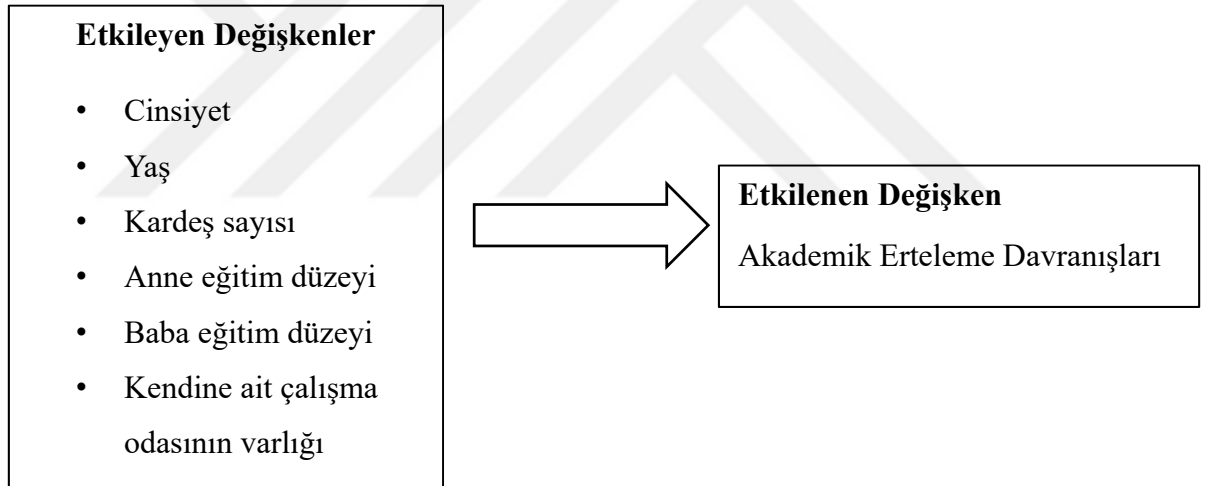 Etkileyen Değişkenler
• Cinsiyet
• Yaş
• Kardeş sayısı
• Anne eğitim düzeyi
• Baba eğitim düzeyi
• Kendine ait çalışma
odasının varlığı
Etkilenen Değişken
Akademik Erteleme Davranışları